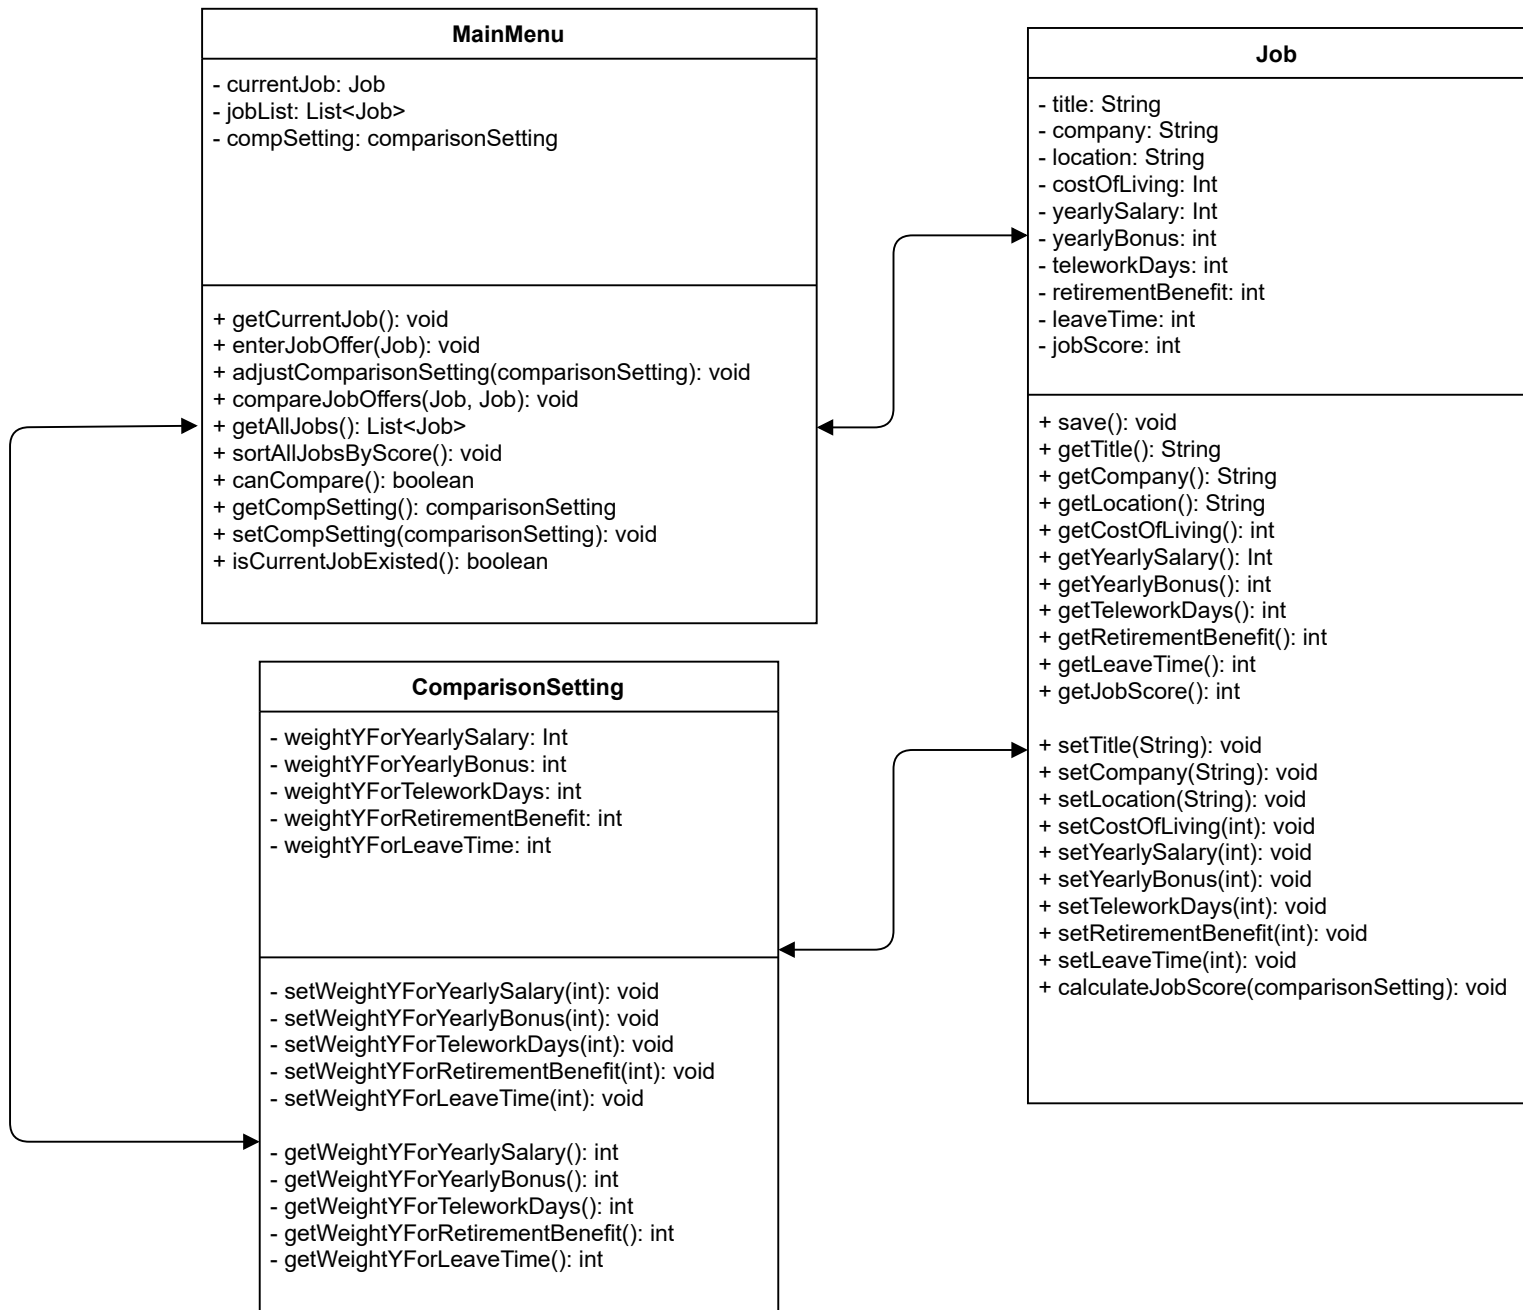 MainMenu
- currentJob: Job
- jobList: List<Job>
- compSetting: comparisonSetting
+ getCurrentJob(): void
+ enterJobOffer(Job): void
+ adjustComparisonSetting(comparisonSetting): void
+ compareJobOffers(Job, Job): void
+ getAllJobs(): List<Job>
+ sortAllJobsByScore(): void
+ canCompare(): boolean
+ getCompSetting(): comparisonSetting
+ setCompSetting(comparisonSetting): void
+ isCurrentJobExisted(): boolean
Job
- title: String
- company: String
- location: String
- costOfLiving: Int
- yearlySalary: Int
- yearlyBonus: int
- teleworkDays: int
- retirementBenefit: int
- leaveTime: int
- jobScore: int
+ save(): void
+ getTitle(): String
+ getCompany(): String
+ getLocation(): String
+ getCostOfLiving(): int
+ getYearlySalary(): Int
+ getYearlyBonus(): int
+ getTeleworkDays(): int
+ getRetirementBenefit(): int
+ getLeaveTime(): int
+ getJobScore(): int
+ setTitle(String): void
+ setCompany(String): void
+ setLocation(String): void
+ setCostOfLiving(int): void
+ setYearlySalary(int): void
+ setYearlyBonus(int): void
+ setTeleworkDays(int): void
+ setRetirementBenefit(int): void
+ setLeaveTime(int): void
+ calculateJobScore(comparisonSetting): void
ComparisonSetting
- weightYForYearlySalary: Int
- weightYForYearlyBonus: int
- weightYForTeleworkDays: int
- weightYForRetirementBenefit: int
- weightYForLeaveTime: int
- setWeightYForYearlySalary(int): void
- setWeightYForYearlyBonus(int): void
- setWeightYForTeleworkDays(int): void
- setWeightYForRetirementBenefit(int): void
- setWeightYForLeaveTime(int): void
- getWeightYForYearlySalary(): int
- getWeightYForYearlyBonus(): int
- getWeightYForTeleworkDays(): int
- getWeightYForRetirementBenefit(): int
- getWeightYForLeaveTime(): int